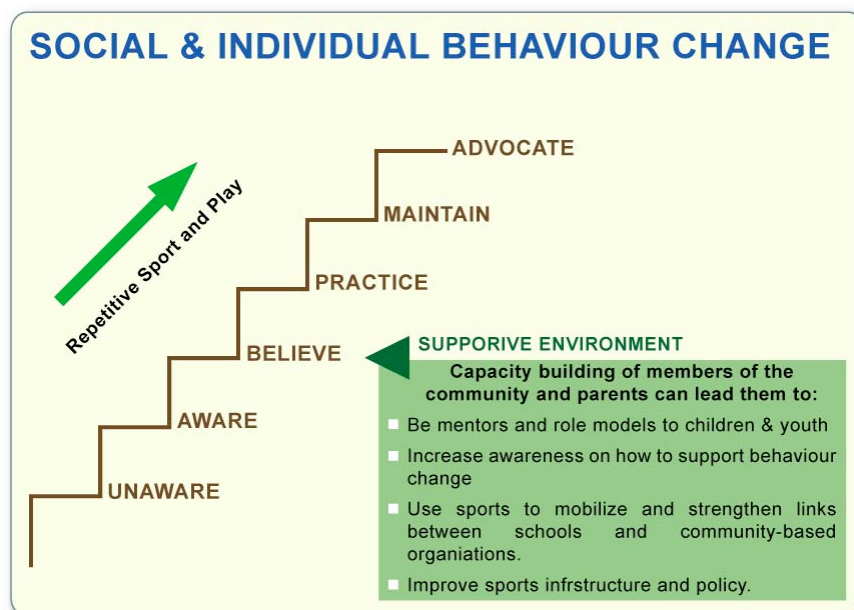 SOCIAL & INDIVIDUAL BEHAVIOUR CHANGE
ADVOCATE
MAINTAIN
PRACTICE
BELIEVE
AWARE
UNAWARE
Repetitive Sport and Play
SUPPORIVE ENVIRONMENT
Capacity building of members of the
community and parents can lead them to:
Be mentors and role models to children & youth
Increase awareness on how to support behaviour
change
Use sports to mobilize and strengthen links
between schools and community-based
organiations.
Improve sports infrstructure and policy.